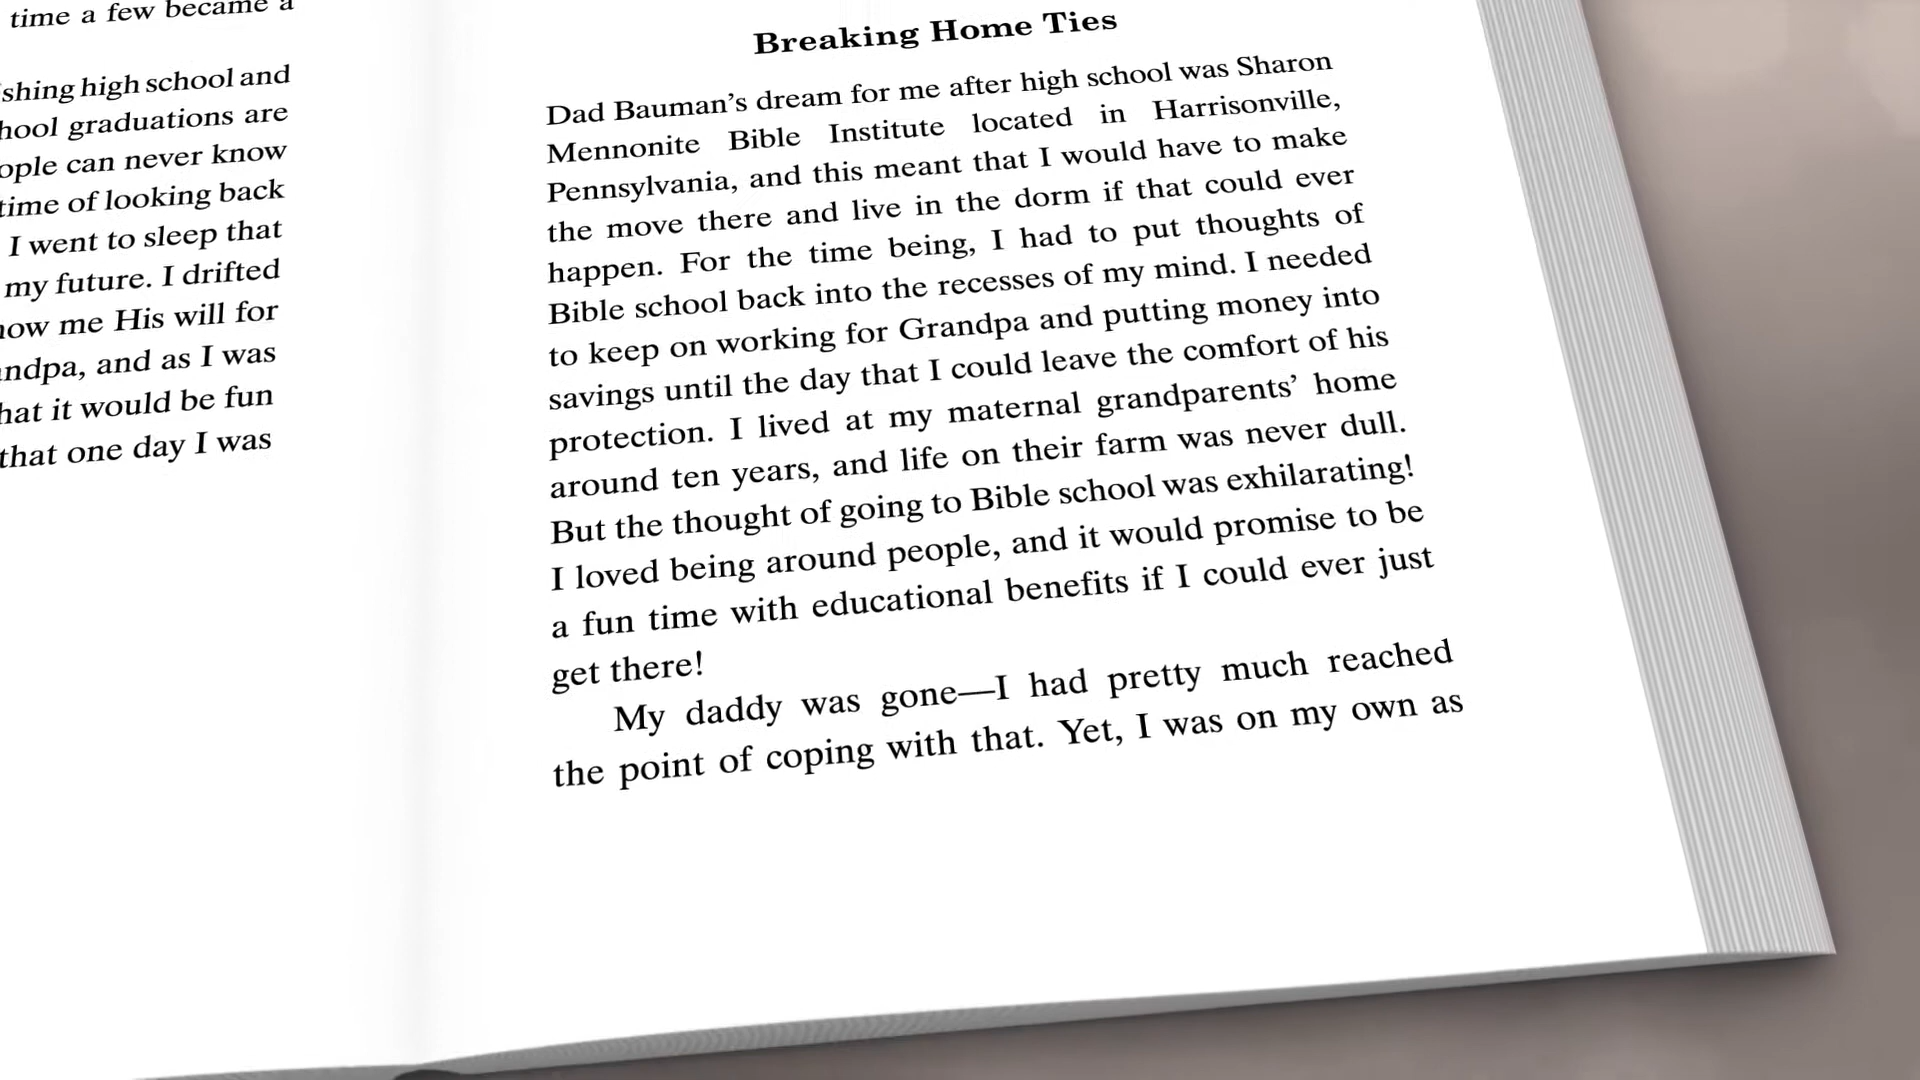 time a few became a
high school and
graduations are
can never know
time of looking back
I went to sleep that
my future. I drifted
me His will for
and as I was
it would be fun
that one day I was
Breaking Home Ties
Dad Bauman’s dream for me after high school was Sharon
Mennonite Bible Institute located in Harrisonville,
Pennsylvania, and this meant that I would have to make
the move there and live in the dorm if that could ever
happen. For the time being, I had to put thoughts of
Bible school back into the recesses of my mind. I needed
to keep on working for Grandpa and putting money into
savings until the day that I could leave the comfort of his
protection. I lived at my maternal grandparents’ home
around ten years, and life on their farm was never dull.
But the thought of going to Bible school was exhilarating!
I loved being around people, and it would promise to be
a fun time with educational benefits if I could ever just
get there!
My daddy was gone—I had pretty much reached
the point of coping with that. Yet, I was on my own as